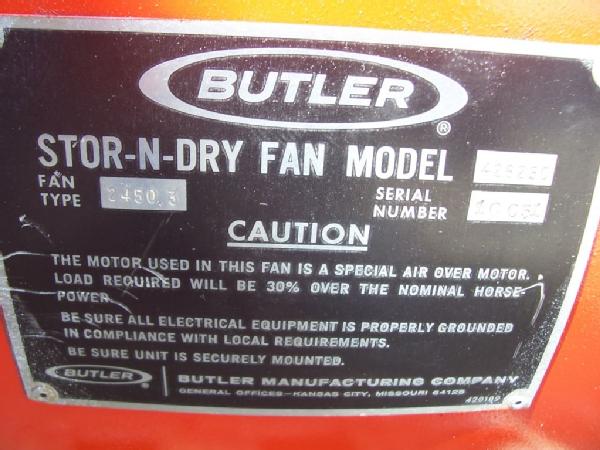 BUTLER ®
STOR-N-DRY FAN MODEL
FAN TYPE 2450.3 SERIAL NUMBER
CAUTION
THE MOTOR USED IN THIS FAN IS A SPECIAL AIR OVER MOTOR.
LOAD REQUIRED WILL BE 30% OVER THE NOMINAL HORSE-
POWER.
BE SURE ALL ELECTRICAL EQUIPMENT IS PROPERLY GROUNDED
IN COMPLIANCE WITH LOCAL REQUIREMENTS.
BE SURE UNIT IS SECURELY MOUNTED.
BUTLER BUTLER MANUFACTURING COMPANY
GENERAL OFFICES—KANSAS CITY, MISSOURI 64126